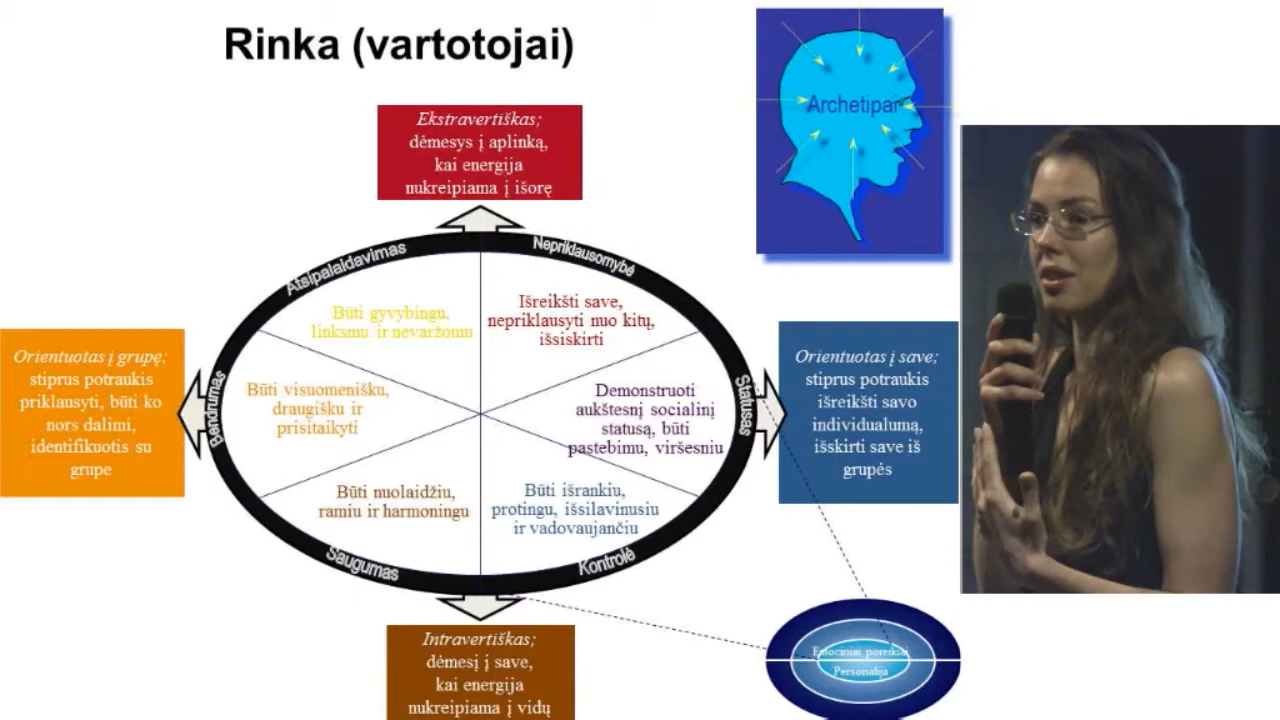 Rinka (vartotojai)
Archetipai
Ekstravertiškas;
dėmesys į aplinką,
kai energija
nukreipiama į išorę
Atsipalaidavimas
Nepriklausomybė
Būti gyvybingu,
linksmu ir nevaržomu
Išreikšti save,
nepriklausyti nuo kitų,
išsiskirti
Orientuotas į grupę;
stiprus potraukis
priklausyti, būti ko
nors dalimi,
identifikuotis su
grupe
Bendrumas
Būti visuomenišku,
draugišku ir
prisitaikyti
Demonstruoti
aukštesnį socialinį
statusą, būti
pastebimu, viršesniu
Statusas
Orientuotas į save;
stiprus potraukis
išreikšti savo
individualumą,
išskirti save iš
grupės
Būti nuolaidžiu,
ramiu ir harmoningu
Būti išrankiu,
protingu, išsilavinusiu
ir vadovaujančiu
Saugumas
Kontrolė
Intravertiškas;
dėmesį į save,
kai energija
nukreipiama į vidų
Emociniai poreikiai
Personalija